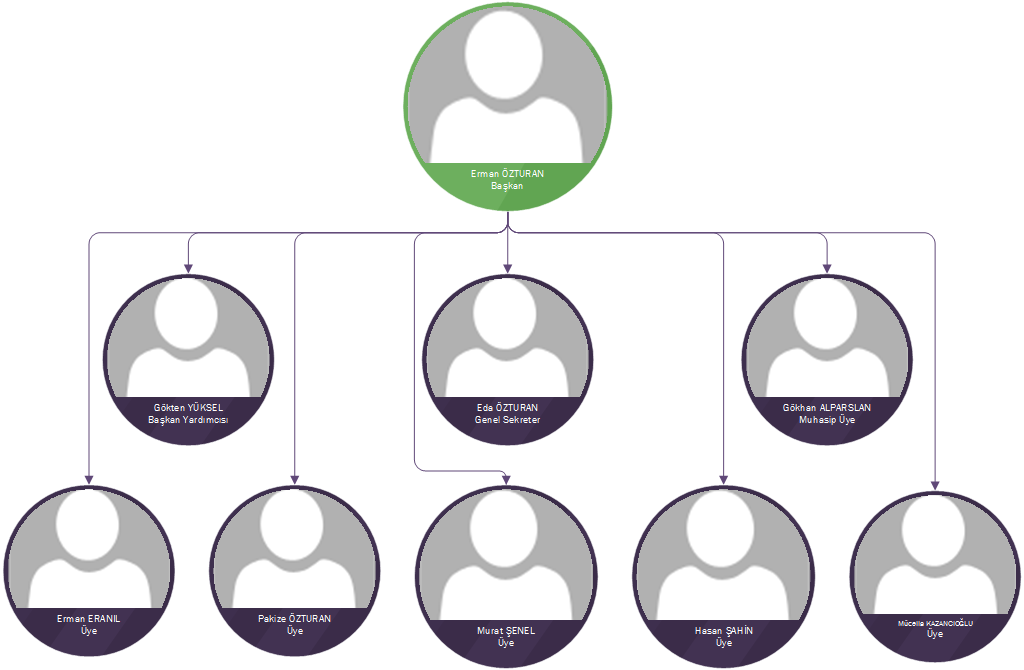 Erman ÖZTURAN
Başkan
Gökten YÜKSEL
Başkan Yardımcısı
Eda ÖZTURAN
Genel Sekreter
Gökhan ALPARSLAN
Muhasip Üye
Erman ERANIL
Üye
Pakize ÖZTURAN
Üye
Murat ŞENEL
Üye
Hasan ŞAHİN
Üye
Mücella KAZANCIOĞLU
Üye